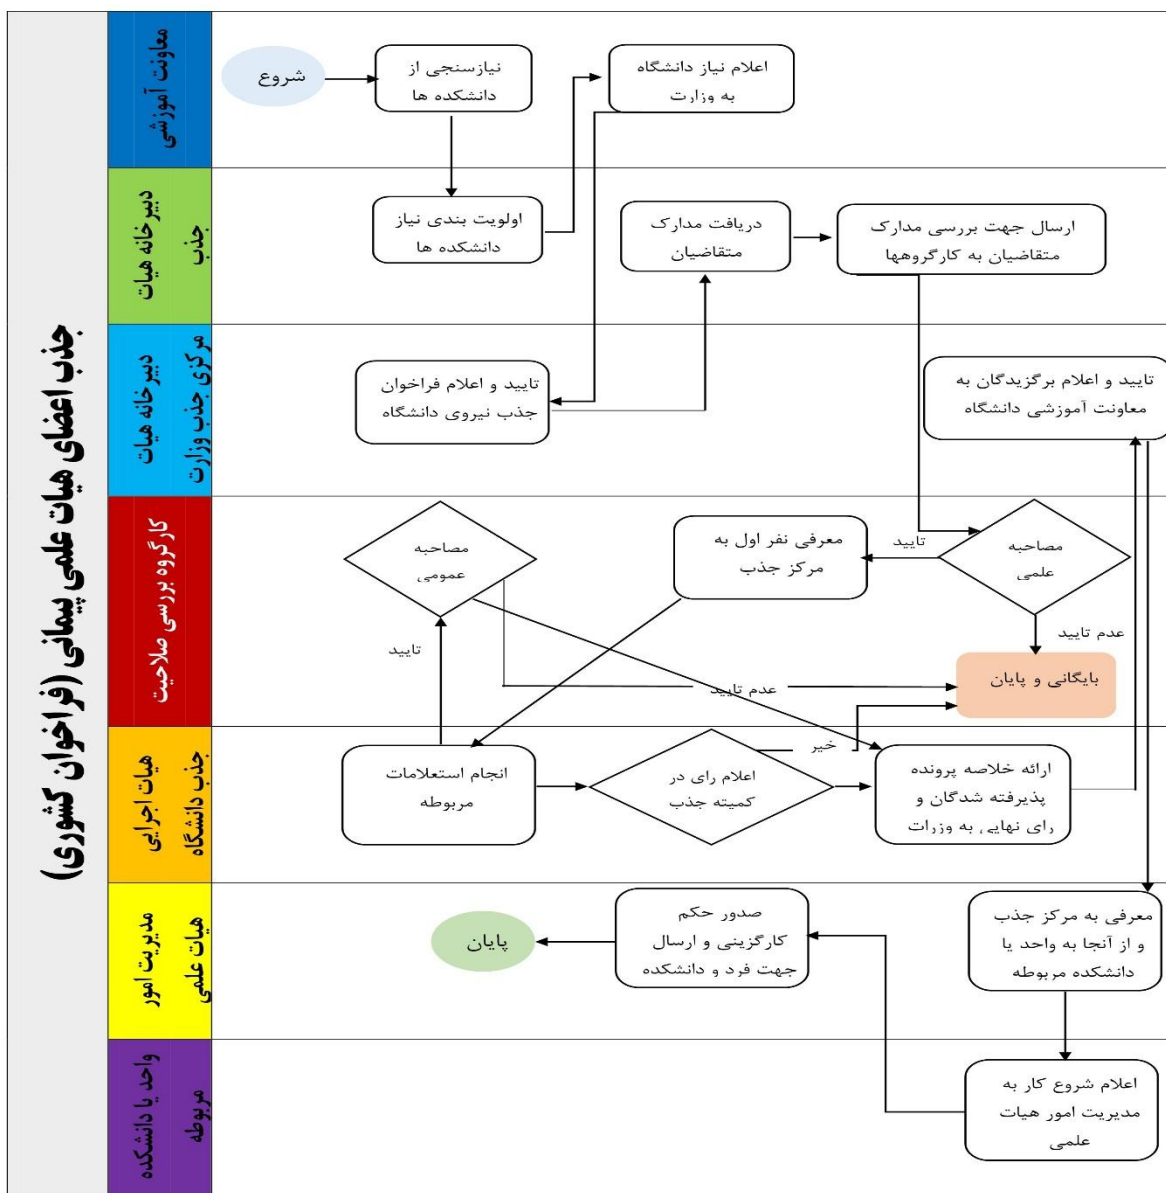 جذب اعضای هیات علمی پیمانی (فراخوان کشوری)
معاونت آموزشی
شروع
نیازسنجی از
دانشکده ها
اعلام نیاز دانشگاه
به وزارت
دبیرخانه هیات
جذب
اولویت بندی نیاز
دانشکده ها
دریافت مدارک
متقاضیان
ارسال جهت بررسی مدارک
متقاضیان به کارگروهها
دبیرخانه هیات
مرکزی جذب وزارت
تایید و اعلام فراخوان
جذب نیروی دانشگاه
تایید و اعلام برگزیدگان به
معاونت آموزشی دانشگاه
کارگروه بررسی صلاحیت
مصاحبه
عمومی
معرفی نفر اول به
مرکز جذب
تایید
مصاحبه
علمی
عدم تایید
تایید
عدم تایید
بایگانی و پایان
هیات اجرایی
جذب دانشگاه
انجام استعلامات
مربوطه
اعلام رای در
کمیته جذب
خیر
ارائه خلاصه پرونده
پذیرفته شدگان و
رای نهایی به وزرات
مدیریت امور
هیات علمی
پایان
صدور حکم
کارگزینی و ارسال
جهت فرد و دانشکده
معرفی به مرکز جذب
و از آنجا به واحد یا
دانشکده مربوطه
واحد یا دانشکده
مربوطه
اعلام شروع کار به
مدیریت امور هیات
علمی